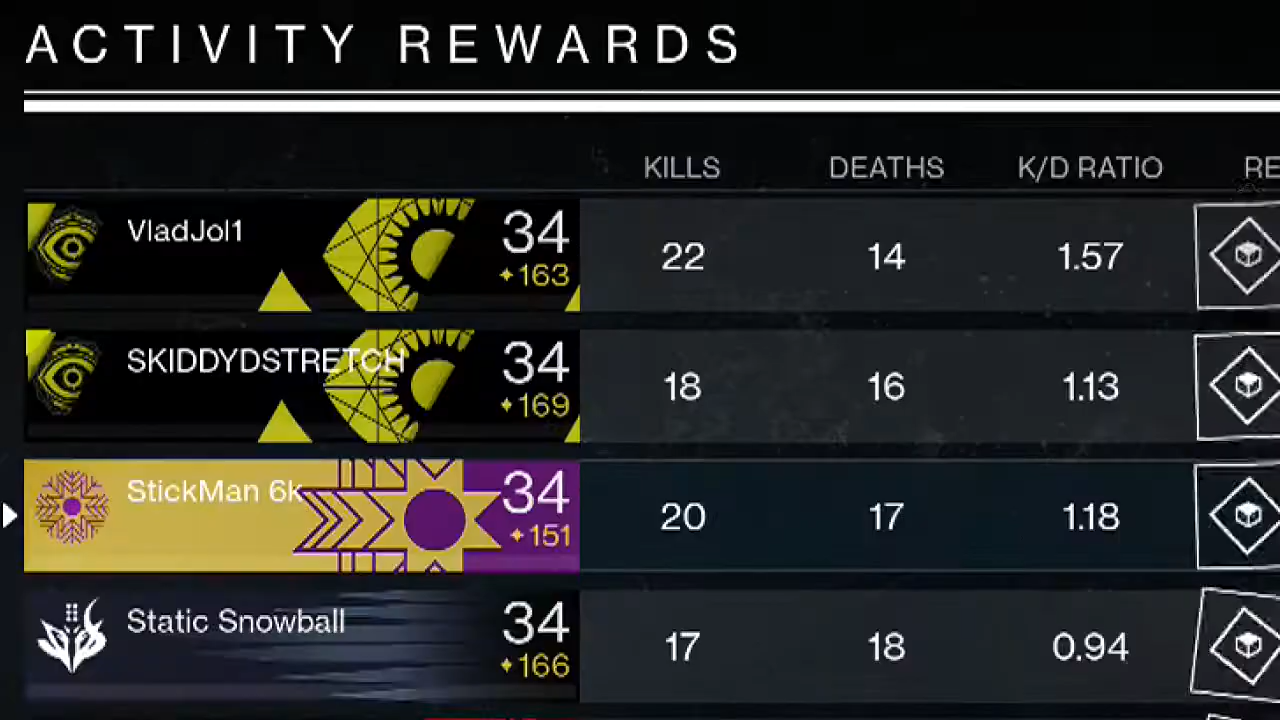 ACTIVITY REWARDS
KILLS DEATHS K/D RATIO RE
VladJol1 34 22 14 1.57
✦163
SKIDDYDSTRETCH 34 18 16 1.13
✦169
StickMan 6k 34 20 17 1.18
✦151
Static Snowball 34 17 18 0.94
✦166